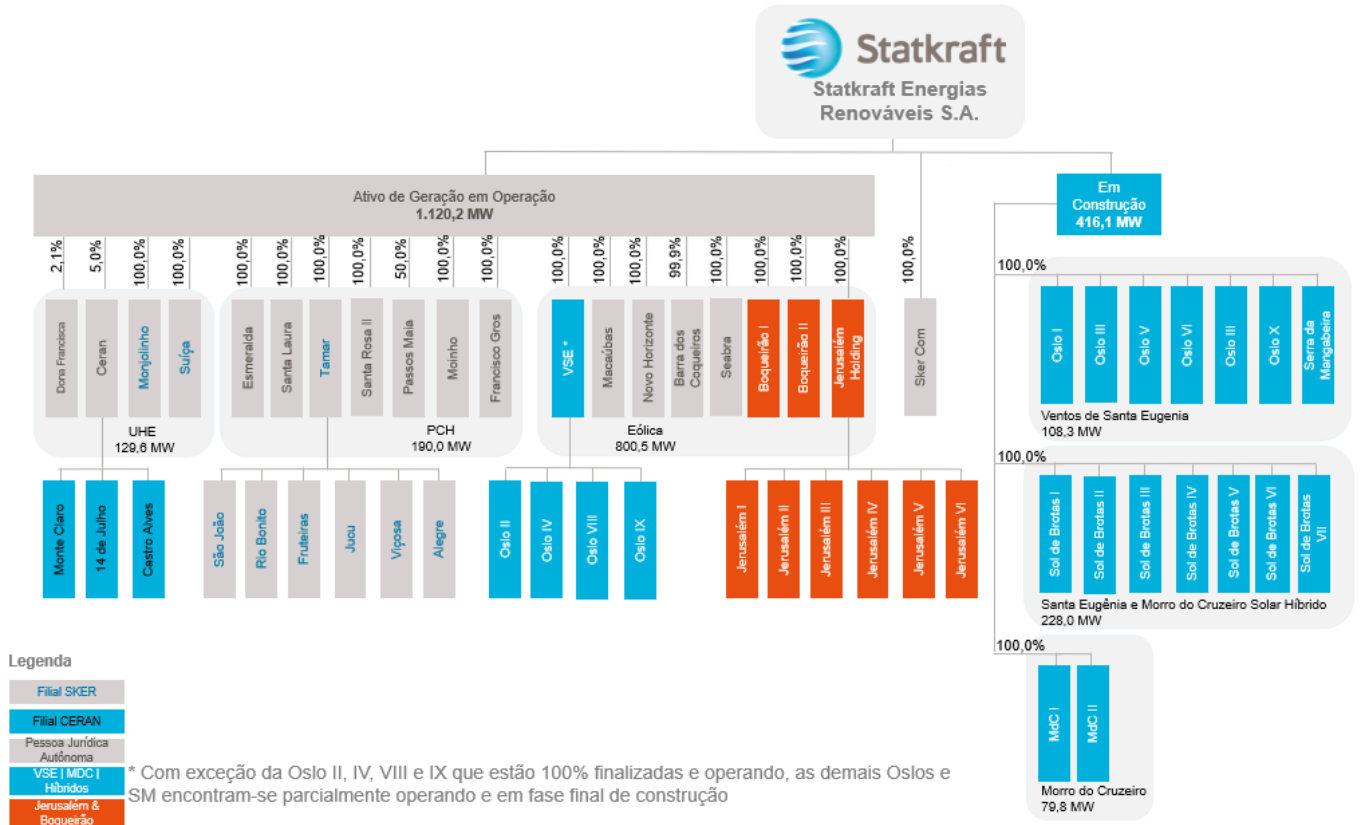 Statkraft
Statkraft Energias
Renováveis S.A.
Ativo de Geração em Operação
1.120,2 MW
Em
Construção
416,1 MW
2,1%
5,0%
100,0%
100,0%
100,0%
100,0%
100,0%
100,0%
50,0%
100,0%
100,0%
100,0%
100,0%
100,0%
99,9%
100,0%
100,0%
100,0%
100,0%
100,0%
Dona Francisca
Ceran
Monjolinho
Suíça
UHE
129,6 MW
Esmeralda
Santa Laura
Tamar
Santa Rosa II
Passos Maia
Moinho
Francisco Gros
PCH
190,0 MW
VSE *
Macaúbas
Novo Horizonte
Barra dos
Coqueiros
Seabra
Boqueirão I
Boqueirão II
Jerusalém
Holding
Eólica
800,5 MW
Sker Com
Monte Claro
14 de Julho
Castro Alves
São João
Rio Bonito
Fruteiras
Jucu
Viçosa
Alegre
Oslo II
Oslo IV
Oslo VIII
Oslo IX
Jerusalém I
Jerusalém II
Jerusalém III
Jerusalém IV
Jerusalém V
Jerusalém VI
100,0%
Oslo I
Oslo III
Oslo V
Oslo VI
Oslo III
Oslo X
Serra da
Mangabeira
Ventos de Santa Eugenia
108,3 MW
100,0%
Sol de Brotas I
Sol de Brotas II
Sol de Brotas III
Sol de Brotas IV
Sol de Brotas V
Sol de Brotas VI
Sol de Brotas
VII
Santa Eugênia e Morro do Cruzeiro Solar Híbrido
228,0 MW
100,0%
MdC I
MdC II
Morro do Cruzeiro
79,8 MW
Legenda
Filial SKER
Filial CERAN
Pessoa Jurídica
Autônoma
VSE | MDC |
Híbridos
Jerusalém &
Boqueirão
* Com exceção da Oslo II, IV, VIII e IX que estão 100% finalizadas e operando, as demais Oslos e
SM encontram-se parcialmente operando e em fase final de construção